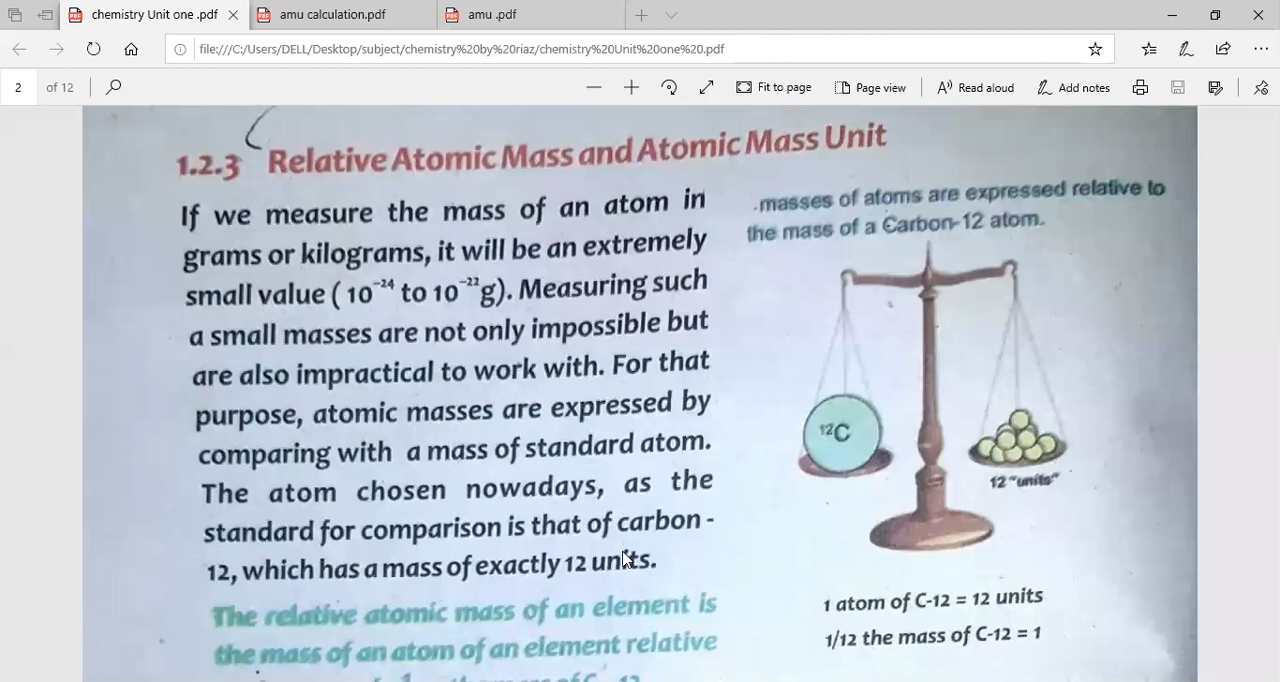 chemistry Unit one .pdf
amu calculation.pdf
amu .pdf
file:///C:/Users/DELL/Desktop/subject/chemistry%20by%20riaz/chemistry%20Unit%20one%20.pdf
2 of 12
Fit to page
Page view
Read aloud
Add notes
1.2.3 Relative Atomic Mass and Atomic Mass Unit
If we measure the mass of an atom in
grams or kilograms, it will be an extremely
small value ( 10⁻²⁴ to 10⁻²²g). Measuring such
a small masses are not only impossible but
are also impractical to work with. For that
purpose, atomic masses are expressed by
comparing with a mass of standard atom.
The atom chosen nowadays, as the
standard for comparison is that of carbon -
12, which has a mass of exactly 12 units.
The relative atomic mass of an element is
the mass of an atom of an element relative
.masses of atoms are expressed relative to
the mass of a Carbon-12 atom.
¹²C
12 "units"
1 atom of C-12 = 12 units
1/12 the mass of C-12 = 1